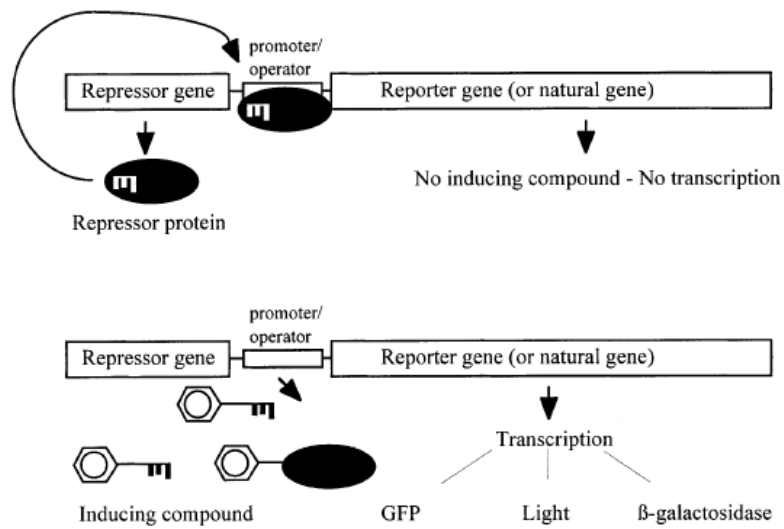 promoter/
operator
Repressor gene
Reporter gene (or natural gene)
No inducing compound - No transcription
Repressor protein
promoter/
operator
Repressor gene
Reporter gene (or natural gene)
Transcription
Inducing compound
GFP
Light
ß-galactosidase